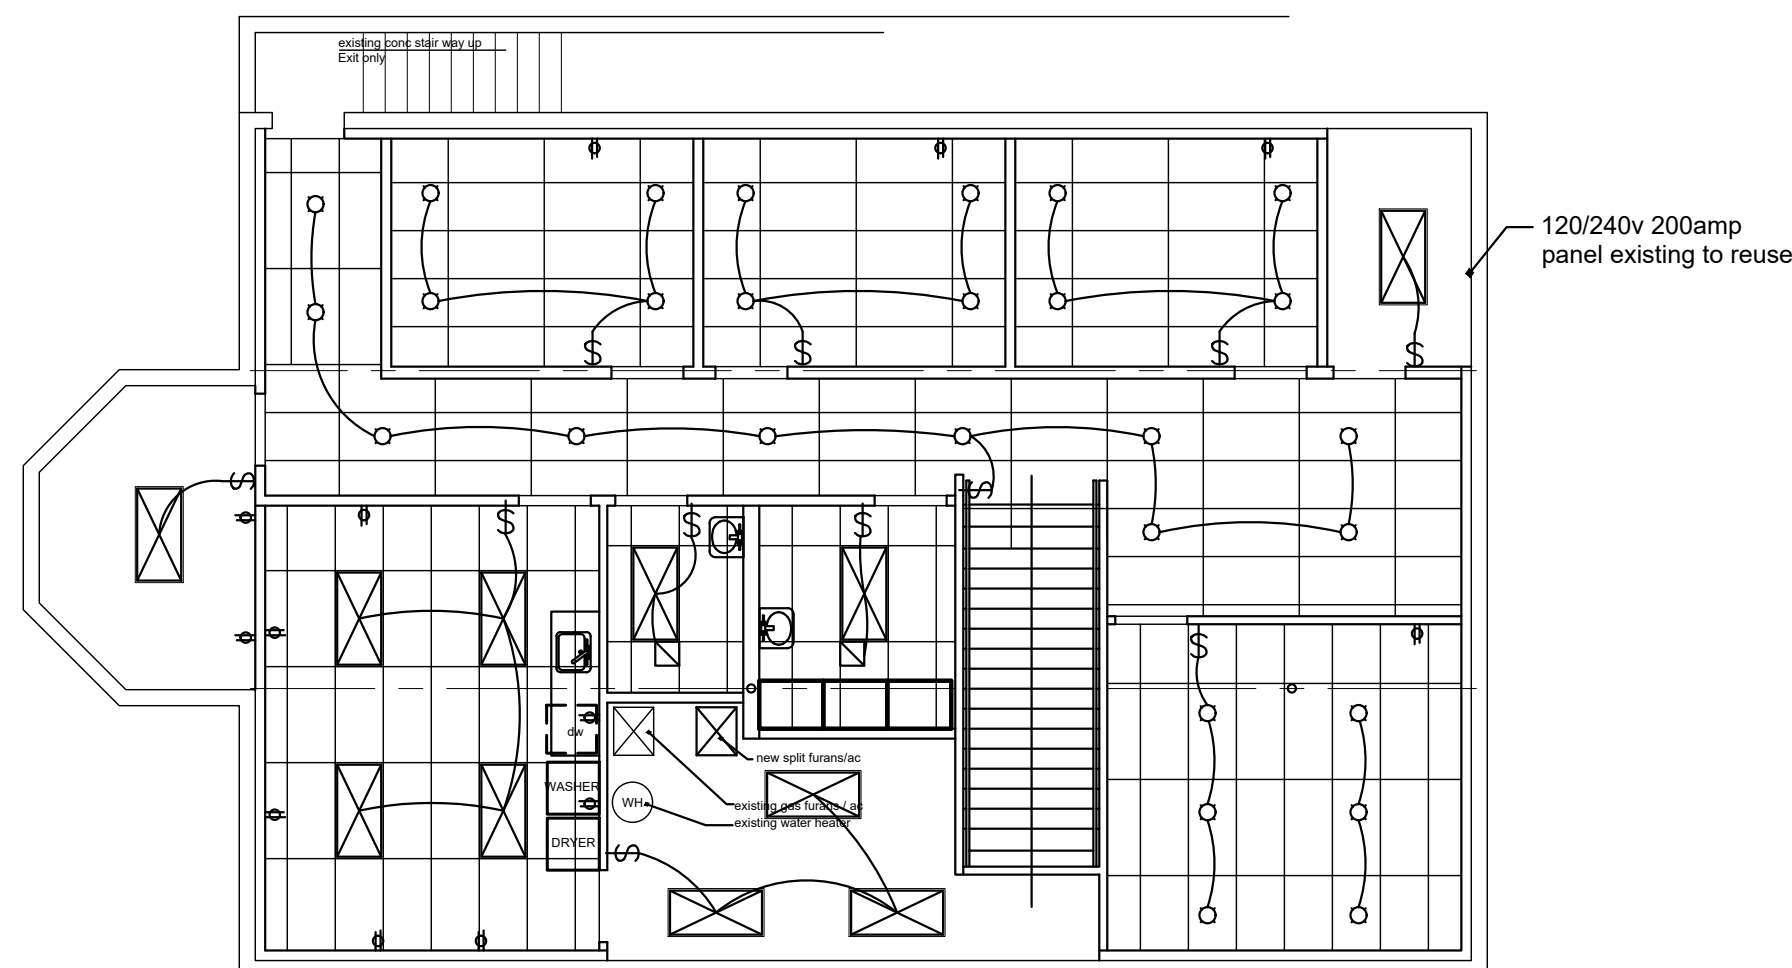 existing conc stair way up
Exit only
120/240v 200amp
panel existing to reuse
$
$
$
$
$
$
$
$
$
$
$
dw
new split furans/ac
WASHER
WH
existing gas furans / ac
existing water heater
DRYER
$